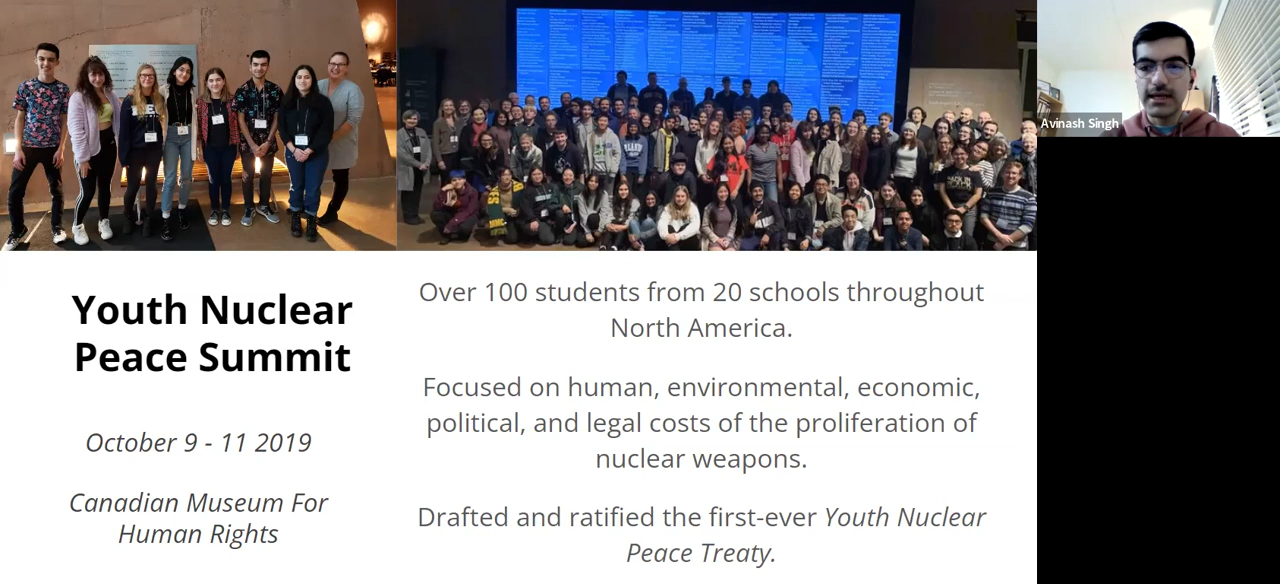 Avinash Singh
Youth Nuclear
Peace Summit
October 9 - 11 2019
Canadian Museum For
Human Rights
Over 100 students from 20 schools throughout
North America.
Focused on human, environmental, economic,
political, and legal costs of the proliferation of
nuclear weapons.
Drafted and ratified the first-ever Youth Nuclear
Peace Treaty.